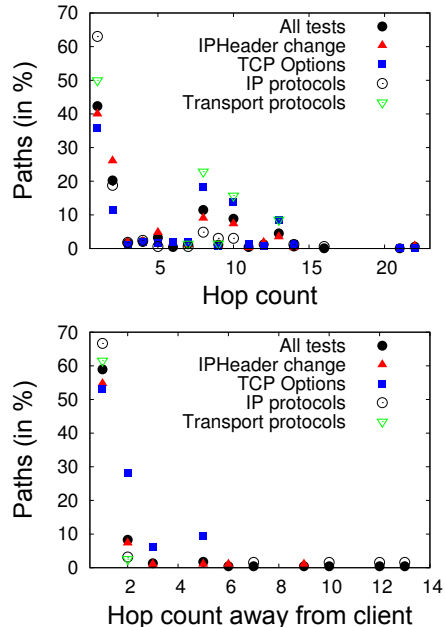 70
60
50
40
30
20
10
0
Paths (in %)
All tests
IPHeader change
TCP Options
IP protocols
Transport protocols
5 10 15 20
Hop count
70
60
50
40
30
20
10
0
Paths (in %)
All tests
IPHeader change
TCP Options
IP protocols
Transport protocols
2 4 6 8 10 12 14
Hop count away from client